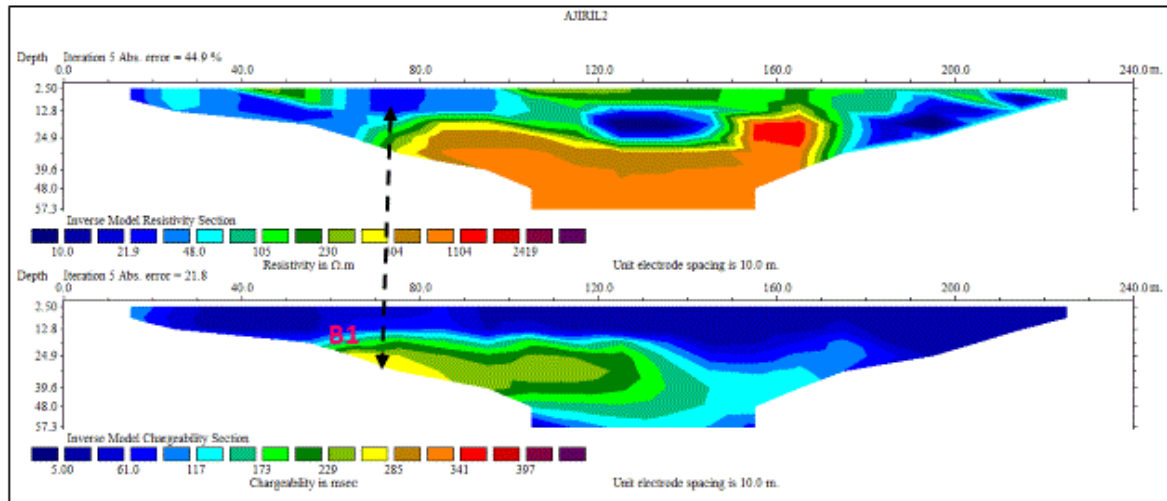 AJIRIL2
Depth Iteration 5 Abs. error = 44.9 %
0.0 40.0 80.0 120.0 160.0 200.0 240.0 m.
2.50
12.8
24.9
39.6
48.0
57.3
Inverse Model Resistivity Section
10.0 21.9 48.0 105 230 504 1104 2419
Resistivity in Ω.m Unit electrode spacing is 10.0 m.
Depth Iteration 5 Abs. error = 21.8
0.0 40.0 80.0 120.0 160.0 200.0 240.0 m.
2.50
12.8
B1
24.9
39.6
48.0
57.3
Inverse Model Chargeability Section
5.00 61.0 117 173 229 285 341 397
Chargeability in msec Unit electrode spacing is 10.0 m.